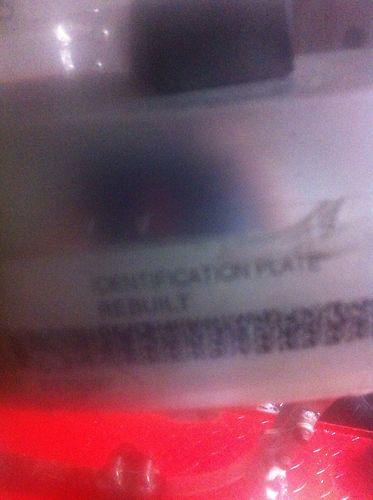 IDENTIFICATION PLATE
REBUILT